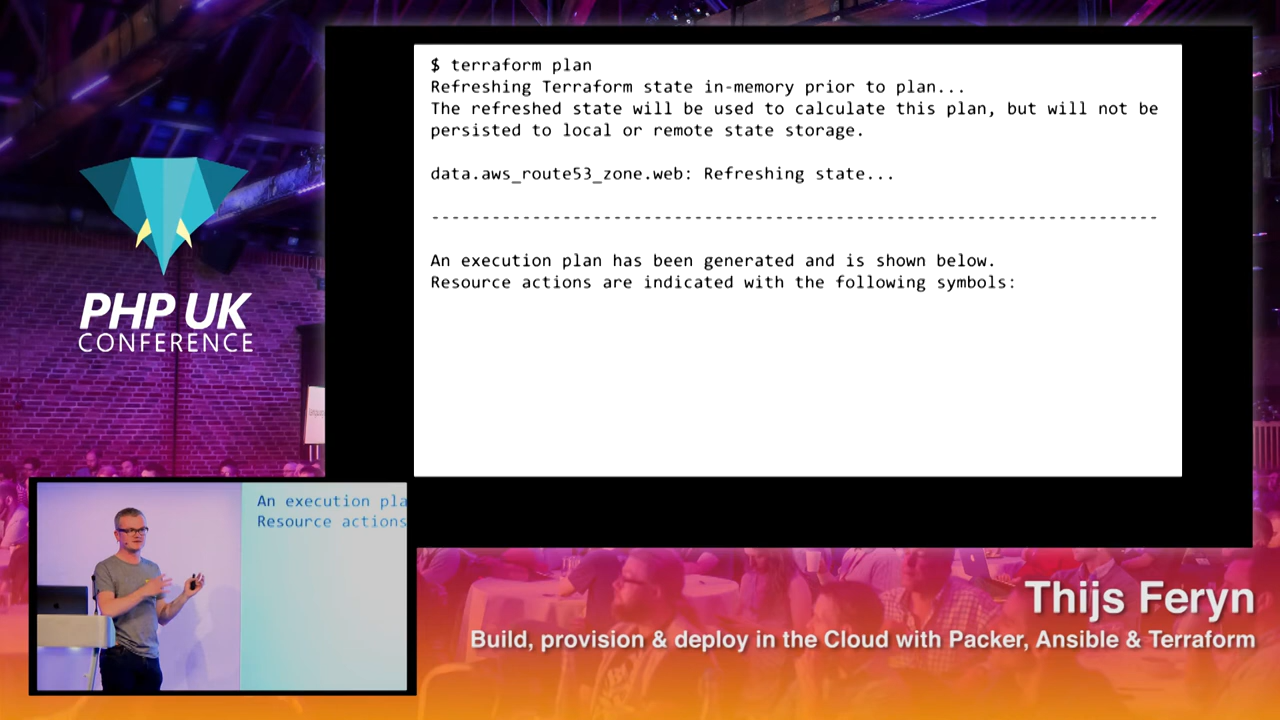 $ terraform plan
Refreshing Terraform state in-memory prior to plan...
The refreshed state will be used to calculate this plan, but will not be
persisted to local or remote state storage.
data.aws_route53_zone.web: Refreshing state...
------------------------------------------------------------------------
An execution plan has been generated and is shown below.
Resource actions are indicated with the following symbols:
PHP UK
CONFERENCE
An execution pla
Resource actions
Thijs Feryn
Build, provision & deploy in the Cloud with Packer, Ansible & Terraform